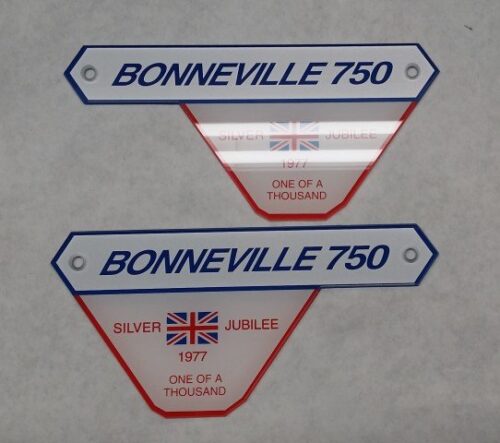 BONNEVILLE 750
SILVER JUBILEE
1977
ONE OF A
THOUSAND
BONNEVILLE 750
SILVER JUBILEE
1977
ONE OF A
THOUSAND